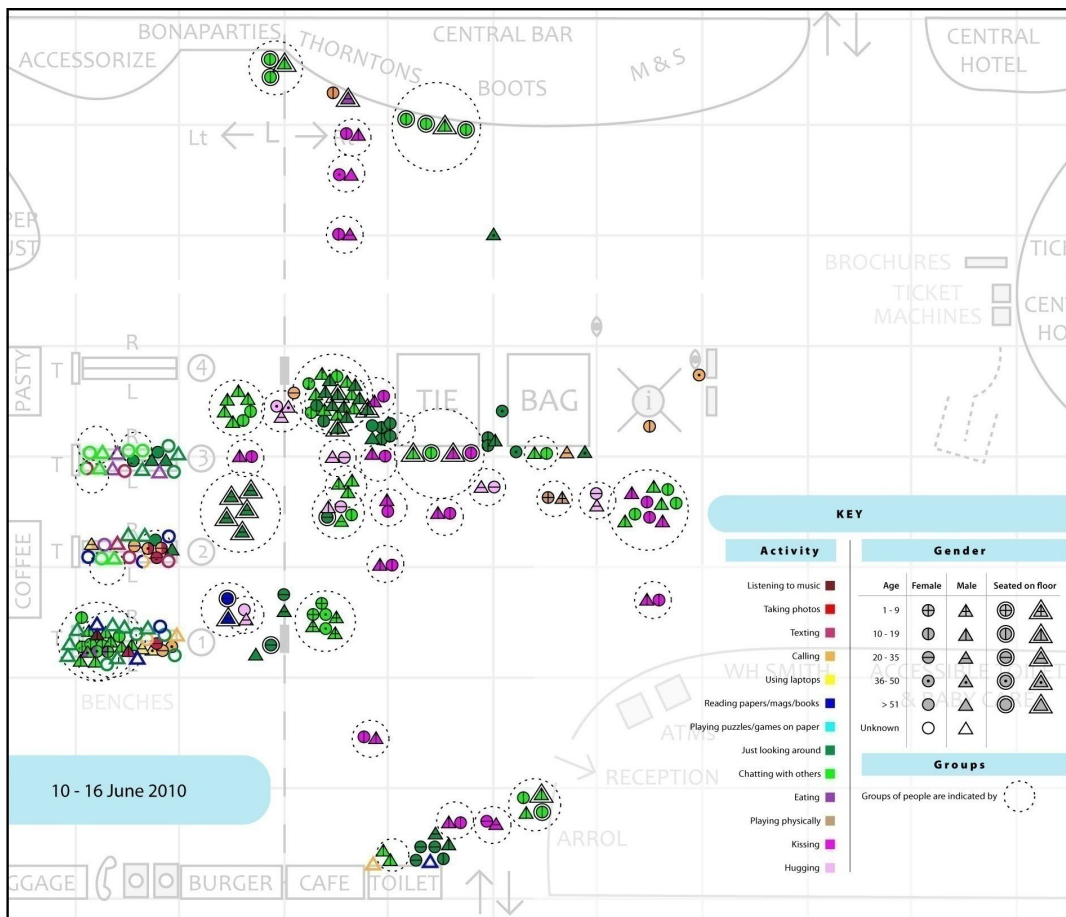 BONAPARTIES
ACCESSORIZE
THORNTONS
CENTRAL BAR
BOOTS
M & S
CENTRAL
HOTEL
Lt
L
BROCHURES
TICKET
MACHINES
PASTY
T
R
L
4
TIE
BAG
i
T
R
L
3
COFFEE
T
R
L
2
T
R
1
BENCHES
WH SMITH
ATMS
RECEPTION
ARROL
10 - 16 June 2010
GGAGE
BURGER
CAFE
TOILET
KEY
Activity
Listening to music
Taking photos
Texting
Calling
Using laptops
Reading papers/mags/books
Playing puzzles/games on paper
Just looking around
Chatting with others
Eating
Playing physically
Kissing
Hugging
Gender
Age Female Male Seated on floor
1 - 9
10 - 19
20 - 35
36- 50
> 51
Unknown
Groups
Groups of people are indicated by